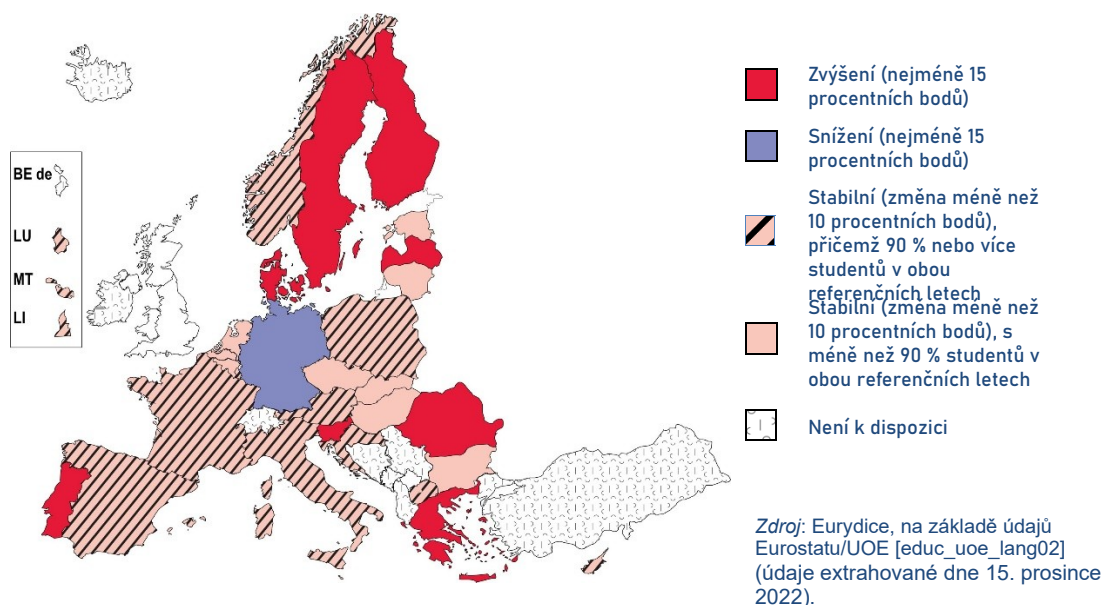 BE de
LU
MT
LI
Zvýšení (nejméně 15
procentních bodů)
Snížení (nejméně 15
procentních bodů)
Stabilní (změna méně než
10 procentních bodů),
přičemž 90 % nebo více
studentů v obou
referenčních letech
Stabilní (změna méně než
10 procentních bodů), s
méně než 90 % studentů v
obou referenčních letech
Není k dispozici
Zdroj: Eurydice, na základě údajů
Eurostatu/UOE [educ_uoe_lang02]
(údaje extrahované dne 15. prosince
2022).